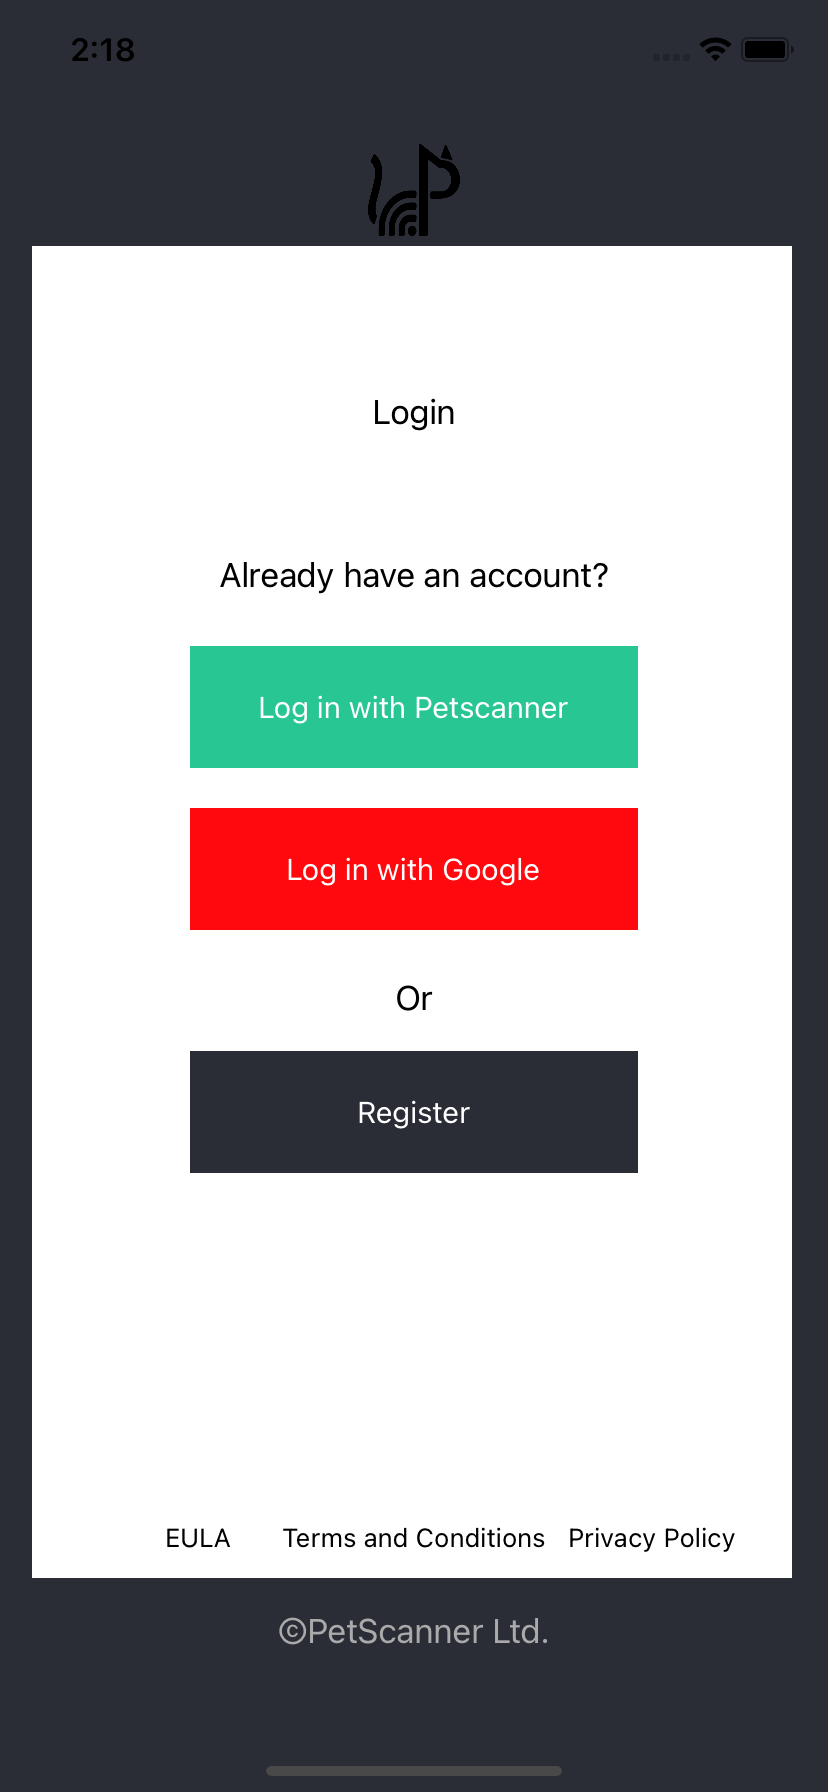 2:18
Login
Already have an account?
Log in with Petscanner
Log in with Google
Or
Register
EULA Terms and Conditions Privacy Policy
©PetScanner Ltd.